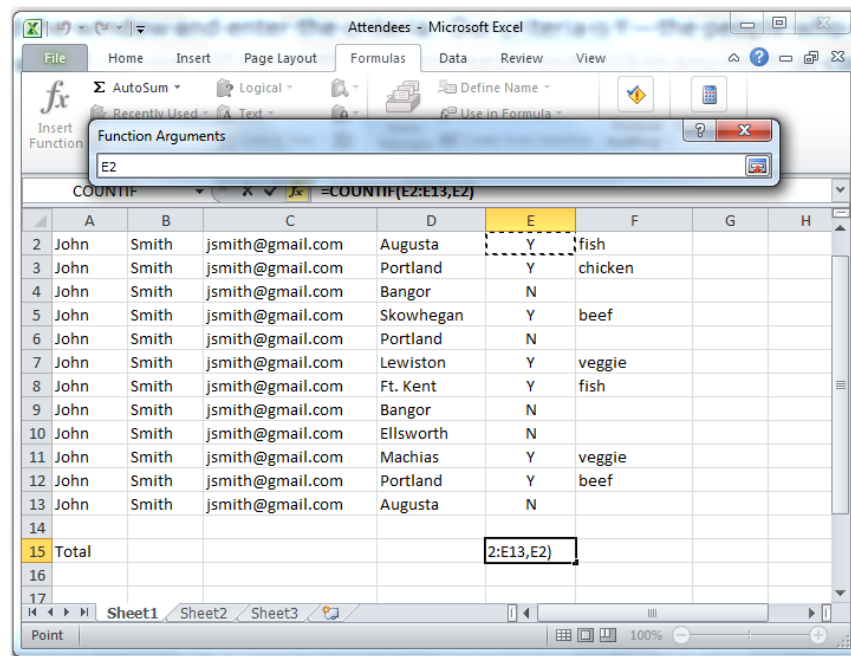 Attendees - Microsoft Excel
File Home Insert Page Layout Formulas Data Review View
fx Σ AutoSum Logical Define Name
Recently Used Text Use in Formula
Insert Function
Function Arguments
E2
COUNTIF fx =COUNTIF(E2:E13,E2)
A B C D E F G H
2 John Smith jsmith@gmail.com Augusta Y fish
3 John Smith jsmith@gmail.com Portland Y chicken
4 John Smith jsmith@gmail.com Bangor N
5 John Smith jsmith@gmail.com Skowhegan Y beef
6 John Smith jsmith@gmail.com Portland N
7 John Smith jsmith@gmail.com Lewiston Y veggie
8 John Smith jsmith@gmail.com Ft. Kent Y fish
9 John Smith jsmith@gmail.com Bangor N
10 John Smith jsmith@gmail.com Ellsworth N
11 John Smith jsmith@gmail.com Machias Y veggie
12 John Smith jsmith@gmail.com Portland Y beef
13 John Smith jsmith@gmail.com Augusta N
14
15 Total 2:E13,E2)
16
17
Sheet1 Sheet2 Sheet3
Point 100%